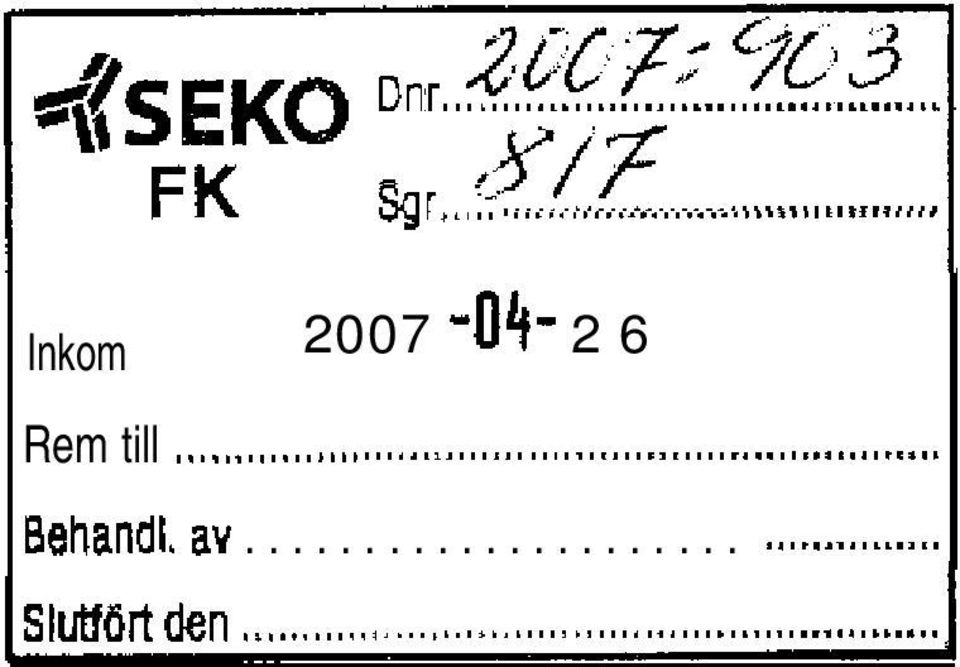 SEKO
FK
Dnr. 2007-903
Sgr. 817
Inkom 2007-04-26
Rem till
Behandl. av
Slutfört den